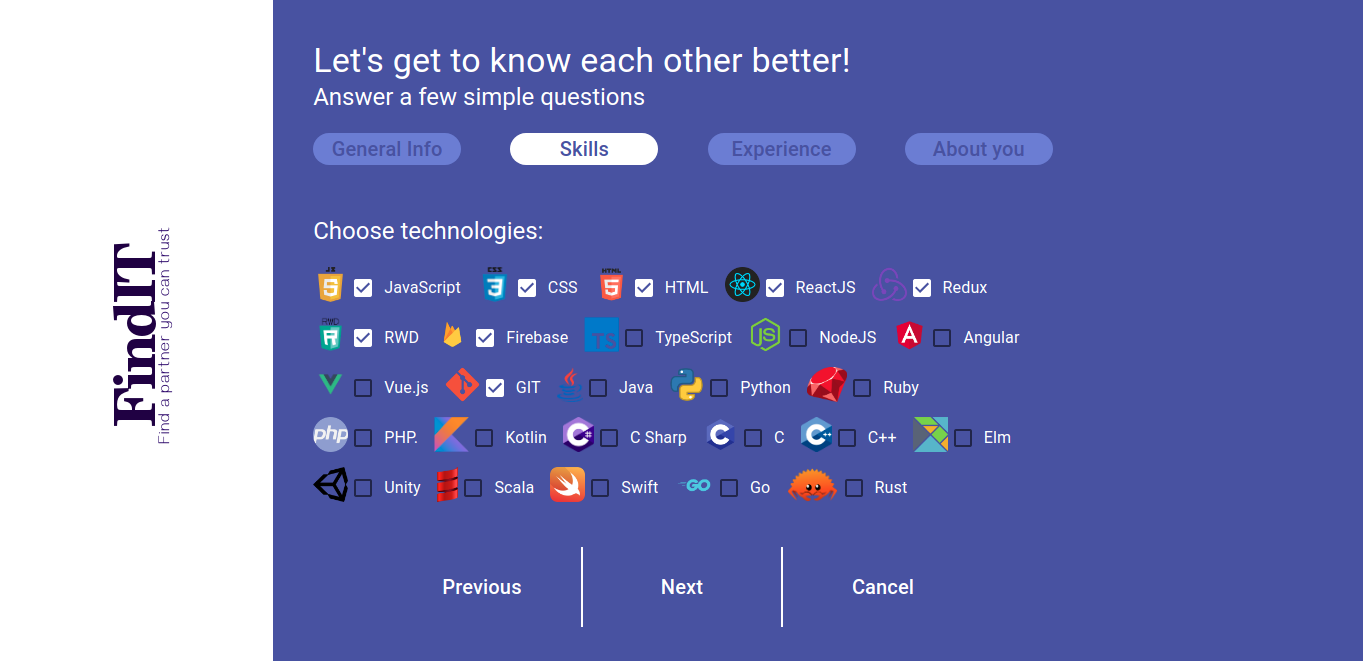 FindIT
Find a partner you can trust
Let's get to know each other better!
Answer a few simple questions
General Info Skills Experience About you
Choose technologies:
JS 5 JavaScript CSS 3 CSS HTML 5 HTML ReactJS Redux
RWD RWD Firebase TS TypeScript JS NodeJS A Angular
Vue.js GIT Java Python Ruby
php PHP. Kotlin C# C Sharp C C C++ C++ Elm
Unity Scala Swift GO Go Rust
Previous Next Cancel